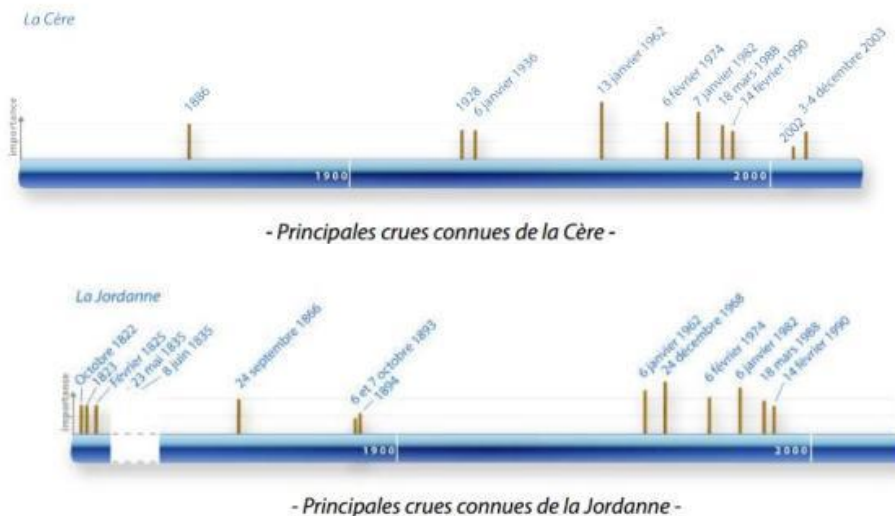 La Cère
importance
1886
1928
6 janvier 1936
13 janvier 1962
6 février 1974
7 janvier 1982
18 mars 1988
14 février 1990
2002
3-4 décembre 2003
1900
2000
- Principales crues connues de la Cère -
La Jordanne
importance
Octobre 1822
1823
Février 1825
23 mai 1835
8 juin 1835
24 septembre 1866
6 et 7 octobre 1893
1894
6 janvier 1962
24 décembre 1968
6 février 1974
6 janvier 1982
18 mars 1988
14 février 1990
1900
2000
- Principales crues connues de la Jordanne -